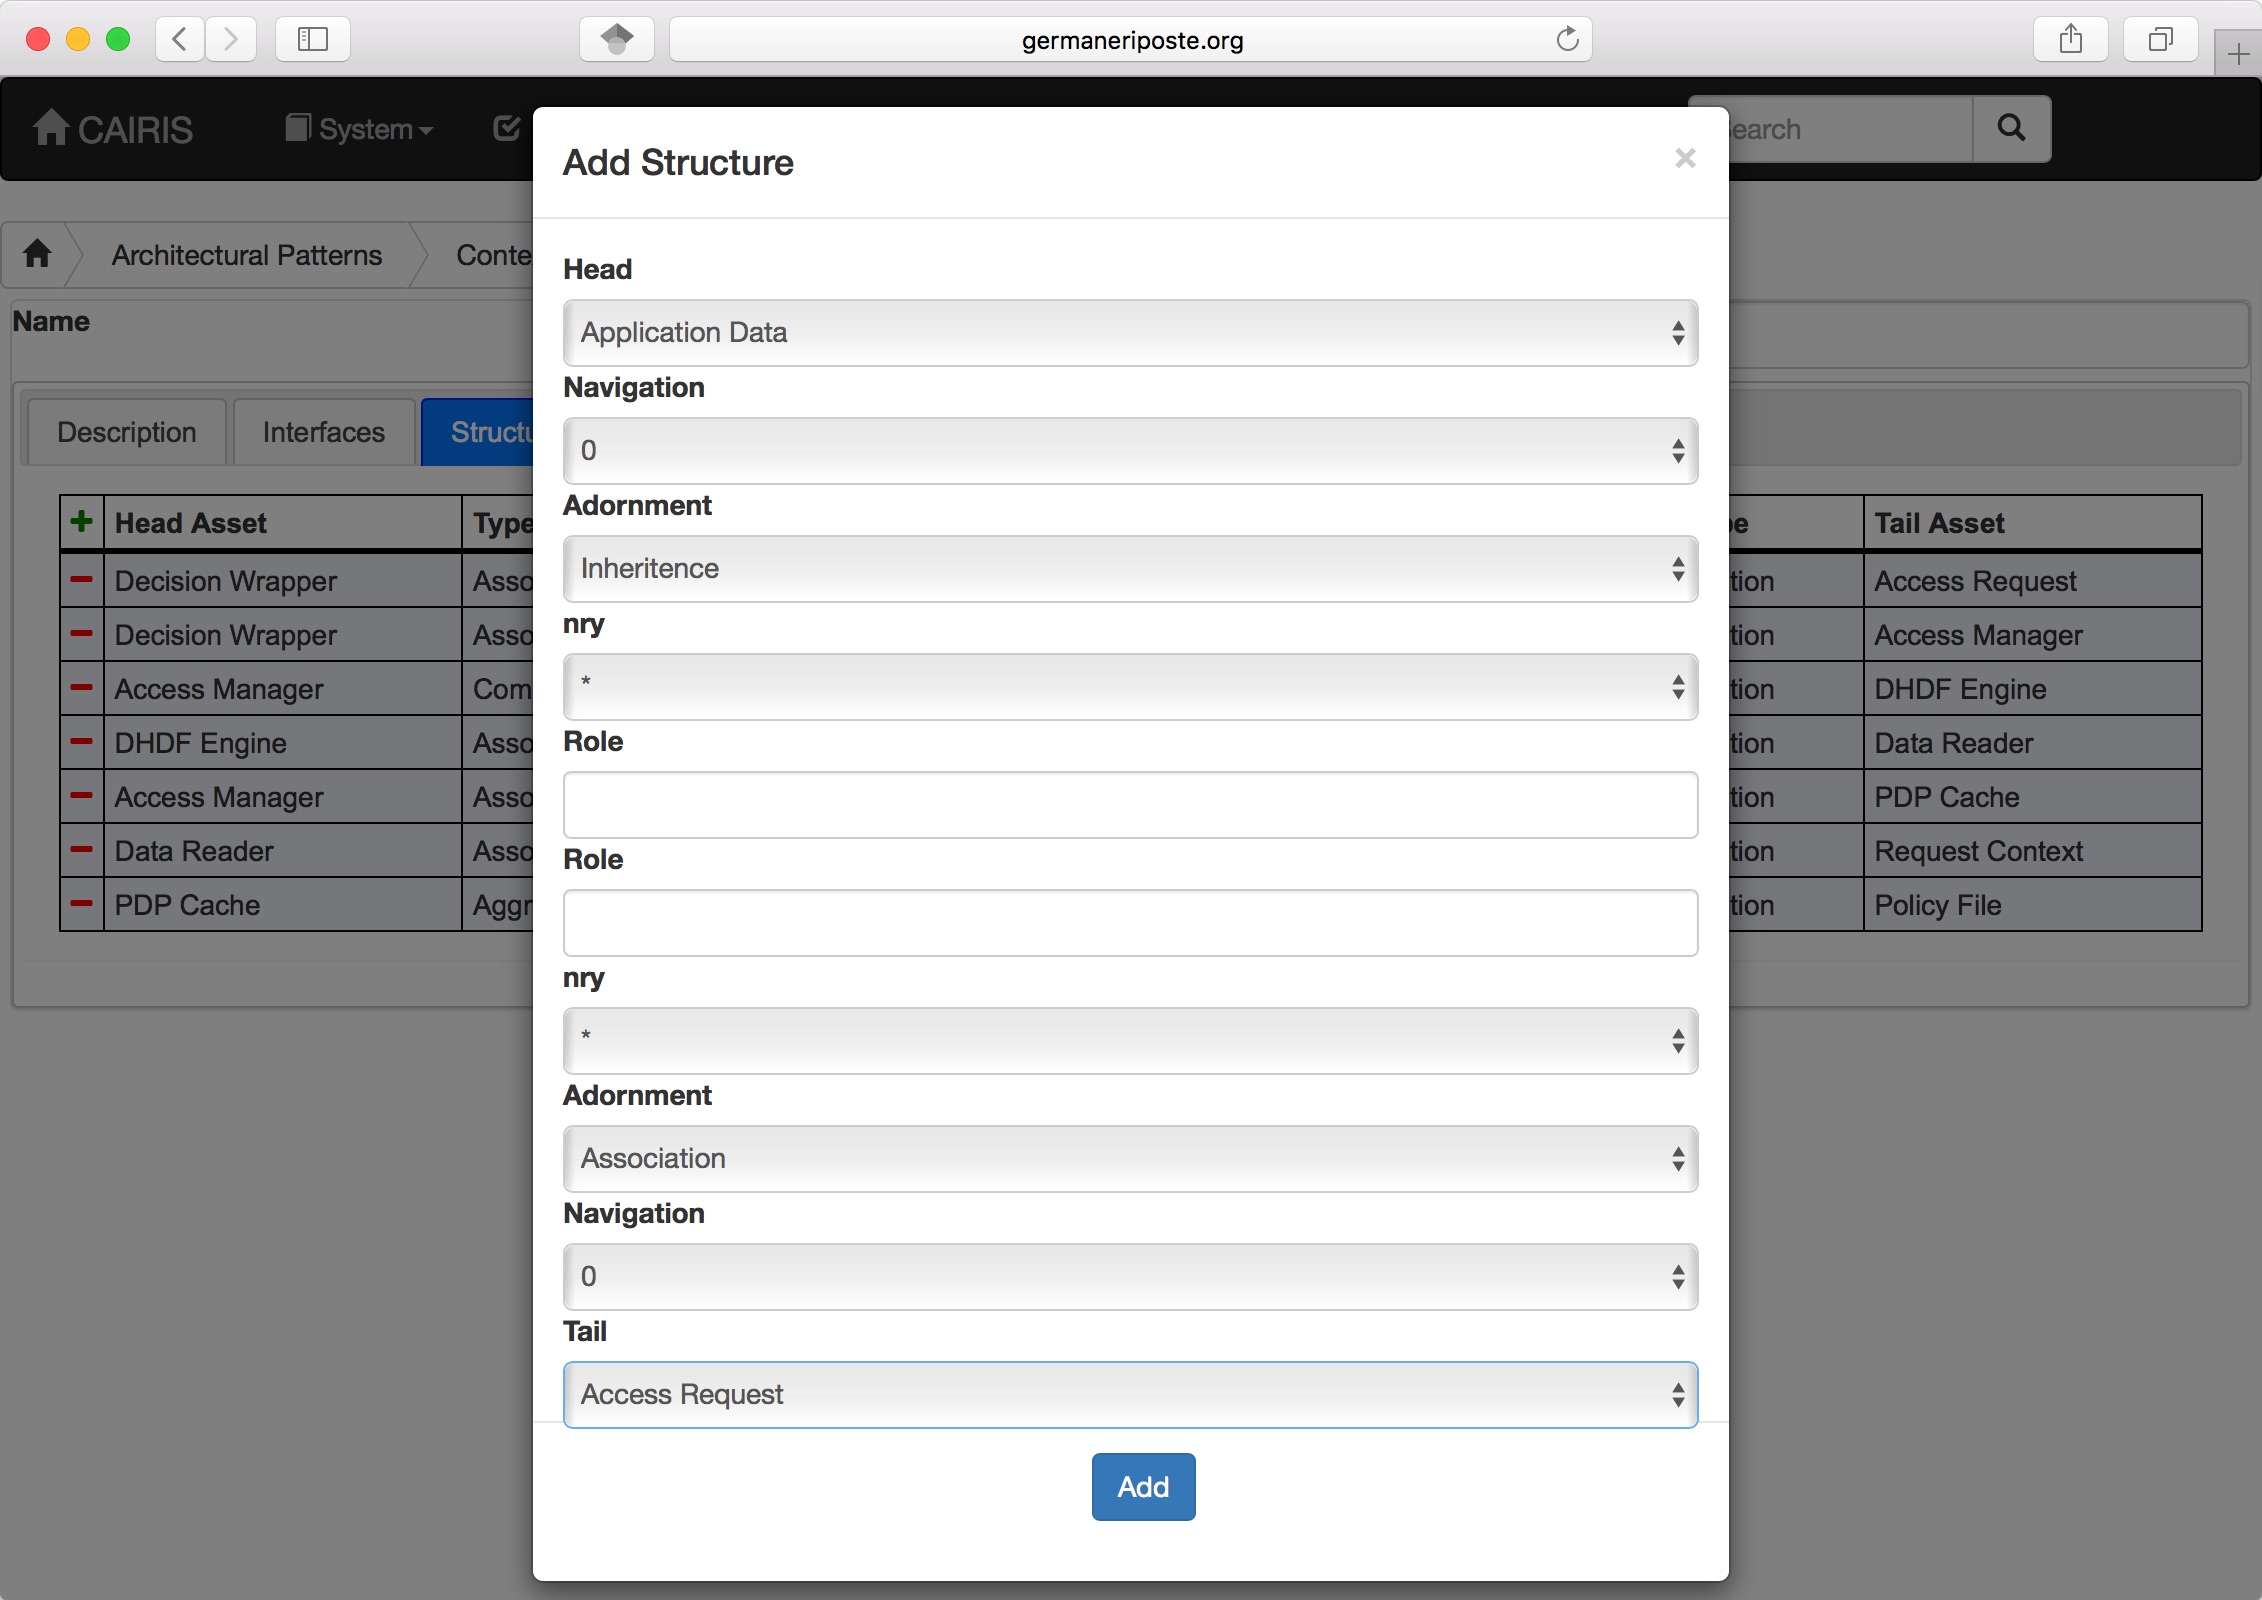 germaneriposte.org
CAIRIS System earch
Add Structure ×
Architectural Patterns Conte
Name
Description Interfaces Structu
Head Asset Type
Decision Wrapper Asso
Decision Wrapper Asso
Access Manager Com
DHDF Engine Asso
Access Manager Asso
Data Reader Asso
PDP Cache Aggr
Head
Application Data
Navigation
0
Adornment
Inheritence
nry
*
Role
Role
nry
*
Adornment
Association
Navigation
0
Tail
Access Request
Add
pe Tail Asset
tion Access Request
tion Access Manager
tion DHDF Engine
tion Data Reader
tion PDP Cache
tion Request Context
tion Policy File